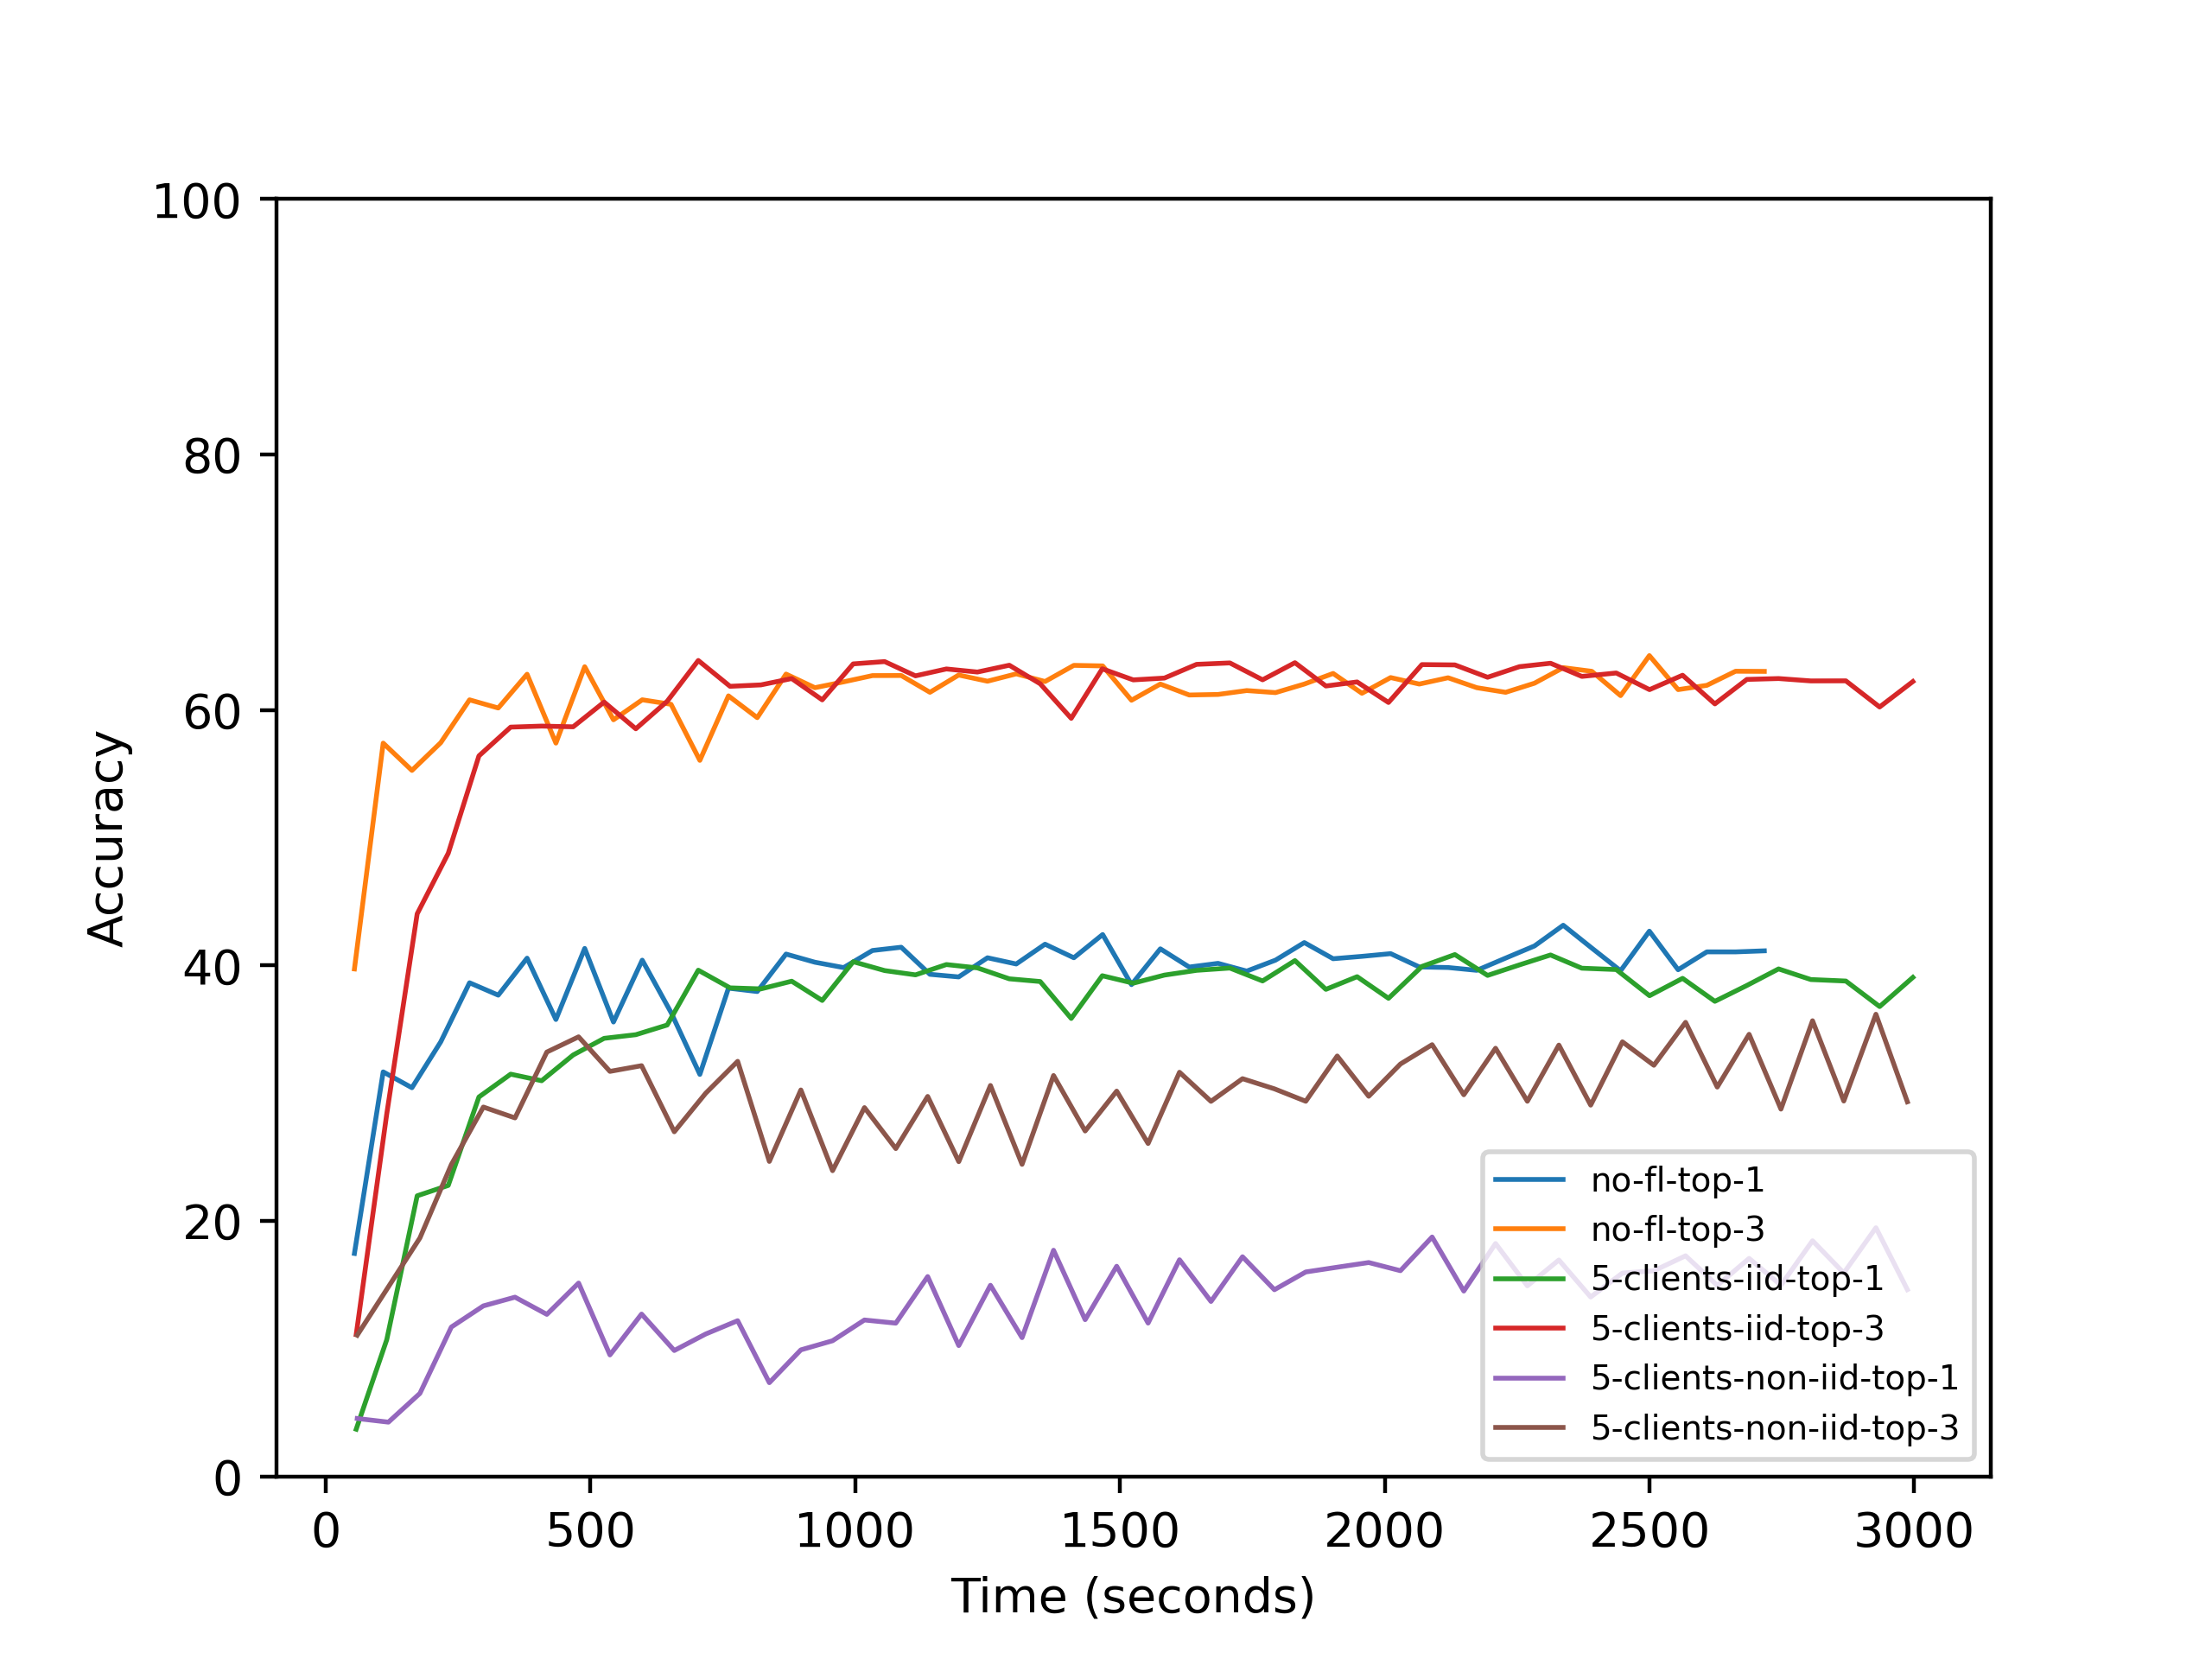 100
80
60
40
20
0
Accuracy
0 500 1000 1500 2000 2500 3000
Time (seconds)
no-fl-top-1
no-fl-top-3
5-clients-iid-top-1
5-clients-iid-top-3
5-clients-non-iid-top-1
5-clients-non-iid-top-3